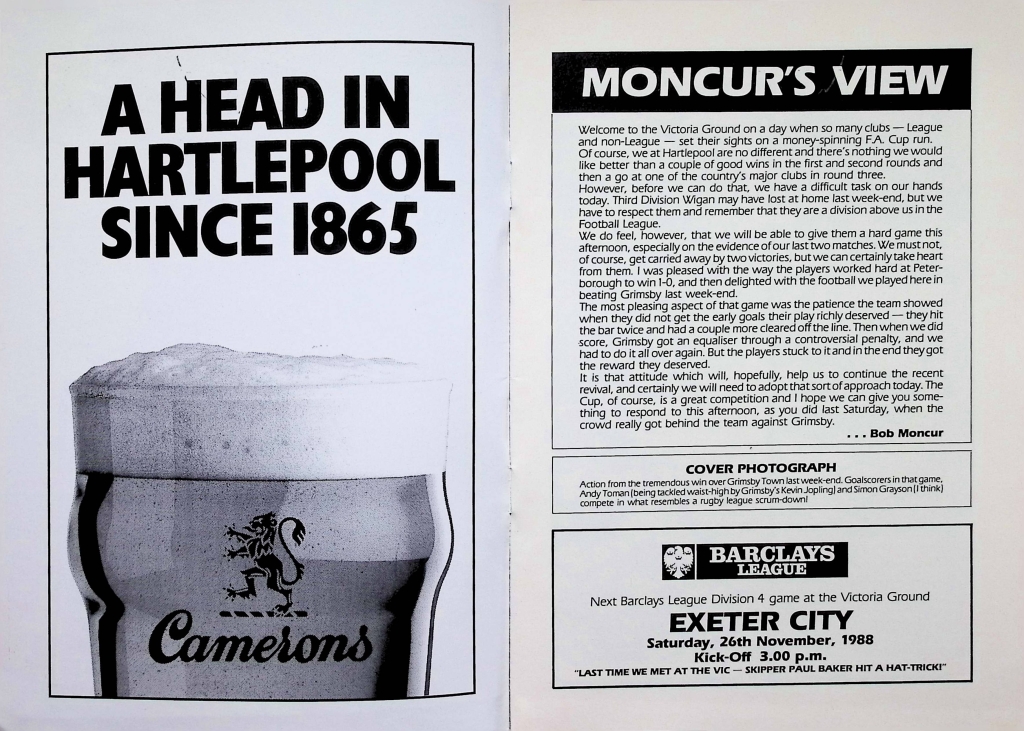 A HEAD IN
HARTLEPOOL
SINCE 1865
Camerons
MONCUR'S VIEW
Welcome to the Victoria Ground on a day when so many clubs — League
and non-League — set their sights on a money-spinning F.A. Cup run.
Of course, we at Hartlepool are no different and there's nothing we would
like better than a couple of good wins in the first and second rounds and
then a go at one of the country's major clubs in round three.
However, before we can do that, we have a difficult task on our hands
today. Third Division Wigan may have lost at home last week-end, but we
have to respect them and remember that they are a division above us in the
Football League.
We do feel, however, that we will be able to give them a hard game this
afternoon, especially on the evidence of our last two matches. We must not,
of course, get carried away by two victories, but we can certainly take heart
from them. I was pleased with the way the players worked hard at Peter-
borough to win 1-0, and then delighted with the football we played here in
beating Grimsby last week-end.
The most pleasing aspect of that game was the patience the team showed
when they did not get the early goals their play richly deserved — they hit
the bar twice and had a couple more cleared off the line. Then when we did
score, Grimsby got an equaliser through a controversial penalty, and we
had to do it all over again. But the players stuck to it and in the end they got
the reward they deserved.
It is that attitude which will, hopefully, help us to continue the recent
revival, and certainly we will need to adopt that sort of approach today. The
Cup, of course, is a great competition and I hope we can give you some-
thing to respond to this afternoon, as you did last Saturday, when the
crowd really got behind the team against Grimsby.
. . . Bob Moncur
COVER PHOTOGRAPH
Action from the tremendous win over Grimsby Town last week-end. Goalscorers in that game,
Andy Toman (being tackled waist-high by Grimsby's Kevin Jopling) and Simon Grayson (I think)
compete in what resembles a rugby league scrum-down!
BARCLAYS
LEAGUE
Next Barclays League Division 4 game at the Victoria Ground
EXETER CITY
Saturday, 26th November, 1988
Kick-Off 3.00 p.m.
"LAST TIME WE MET AT THE VIC — SKIPPER PAUL BAKER HIT A HAT-TRICK!"